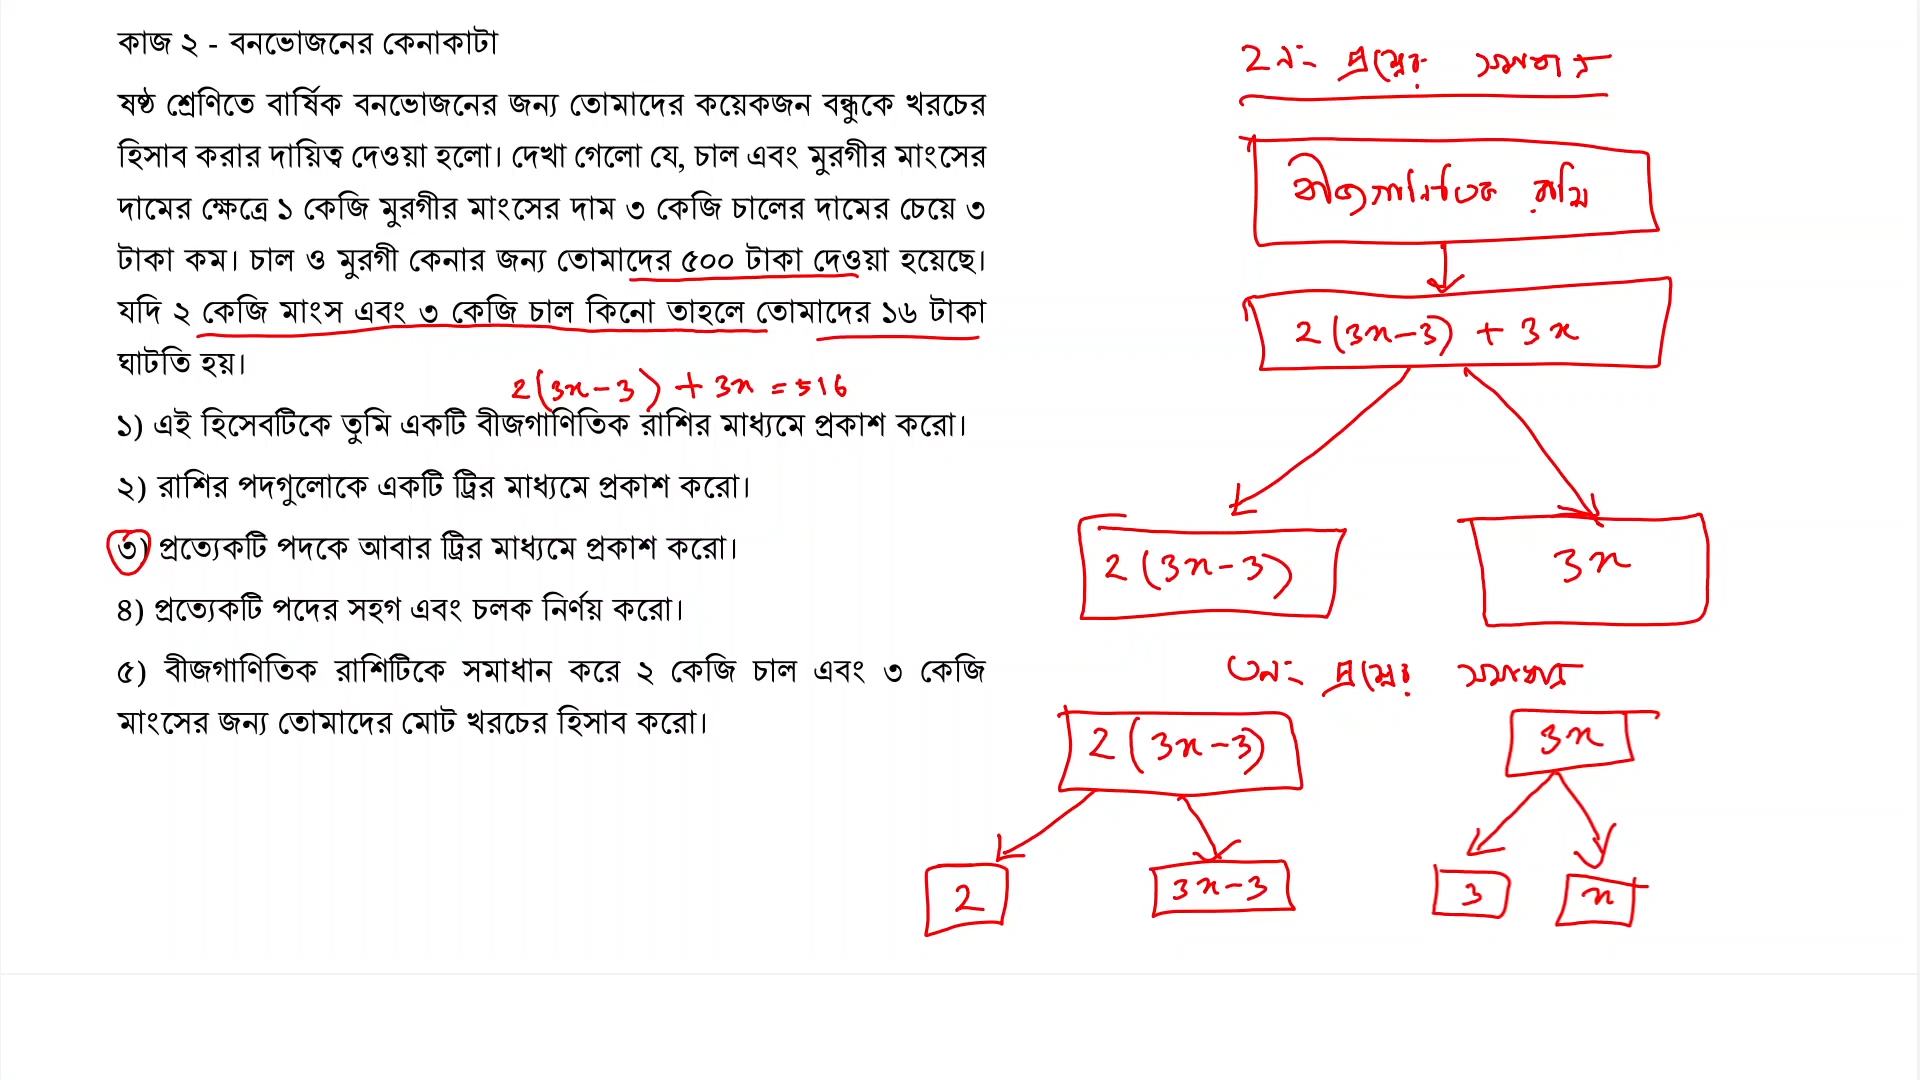 কাজ ২ - বনভোজনের কেনাকাটা
ষষ্ঠ শ্রেণিতে বার্ষিক বনভোজনের জন্য তোমাদের কয়েকজন বন্ধুকে খরচের
হিসাব করার দায়িত্ব দেওয়া হলো। দেখা গেলো যে, চাল এবং মুরগীর মাংসের
দামের ক্ষেত্রে ১ কেজি মুরগীর মাংসের দাম ৩ কেজি চালের দামের চেয়ে ৩
টাকা কম। চাল ও মুরগী কেনার জন্য তোমাদের ৫০০ টাকা দেওয়া হয়েছে।
যদি ২ কেজি মাংস এবং ৩ কেজি চাল কিনো তাহলে তোমাদের ১৬ টাকা
ঘাটতি হয়।
2(3x-3) + 3x = 516
১) এই হিসেবটিকে তুমি একটি বীজগাণিতিক রাশির মাধ্যমে প্রকাশ করো।
২) রাশির পদগুলোকে একটি ট্রির মাধ্যমে প্রকাশ করো।
৩) প্রত্যেকটি পদকে আবার ট্রির মাধ্যমে প্রকাশ করো।
৪) প্রত্যেকটি পদের সহগ এবং চলক নির্ণয় করো।
৫) বীজগাণিতিক রাশিটিকে সমাধান করে ২ কেজি চাল এবং ৩ কেজি
মাংসের জন্য তোমাদের মোট খরচের হিসাব করো।
2নং প্রশ্নের সমাধান
বীজগানিতিক রাশি
2(3x-3) + 3x
2(3x-3)
3x
৩নং প্রশ্নের সমাধান
2(3x-3)
3x
2
3x-3
3
x